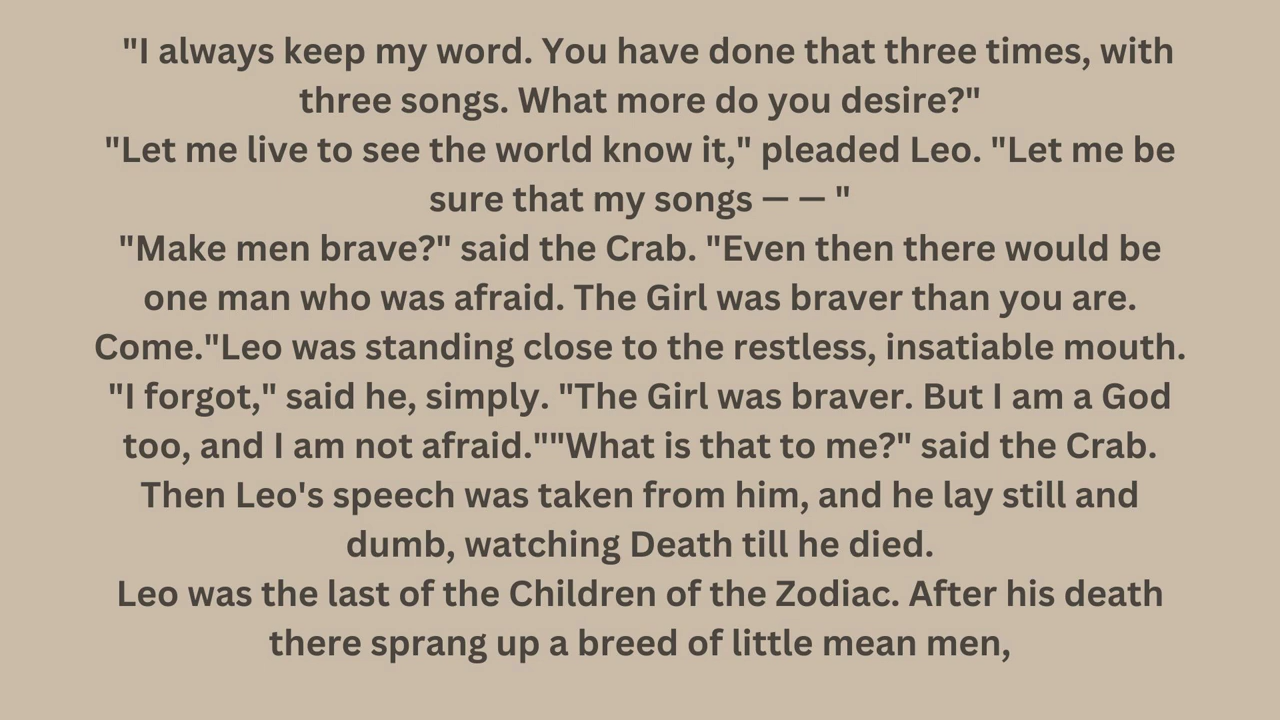 "I always keep my word. You have done that three times, with
three songs. What more do you desire?"
"Let me live to see the world know it," pleaded Leo. "Let me be
sure that my songs — — "
"Make men brave?" said the Crab. "Even then there would be
one man who was afraid. The Girl was braver than you are.
Come."Leo was standing close to the restless, insatiable mouth.
"I forgot," said he, simply. "The Girl was braver. But I am a God
too, and I am not afraid.""What is that to me?" said the Crab.
Then Leo's speech was taken from him, and he lay still and
dumb, watching Death till he died.
Leo was the last of the Children of the Zodiac. After his death
there sprang up a breed of little mean men,